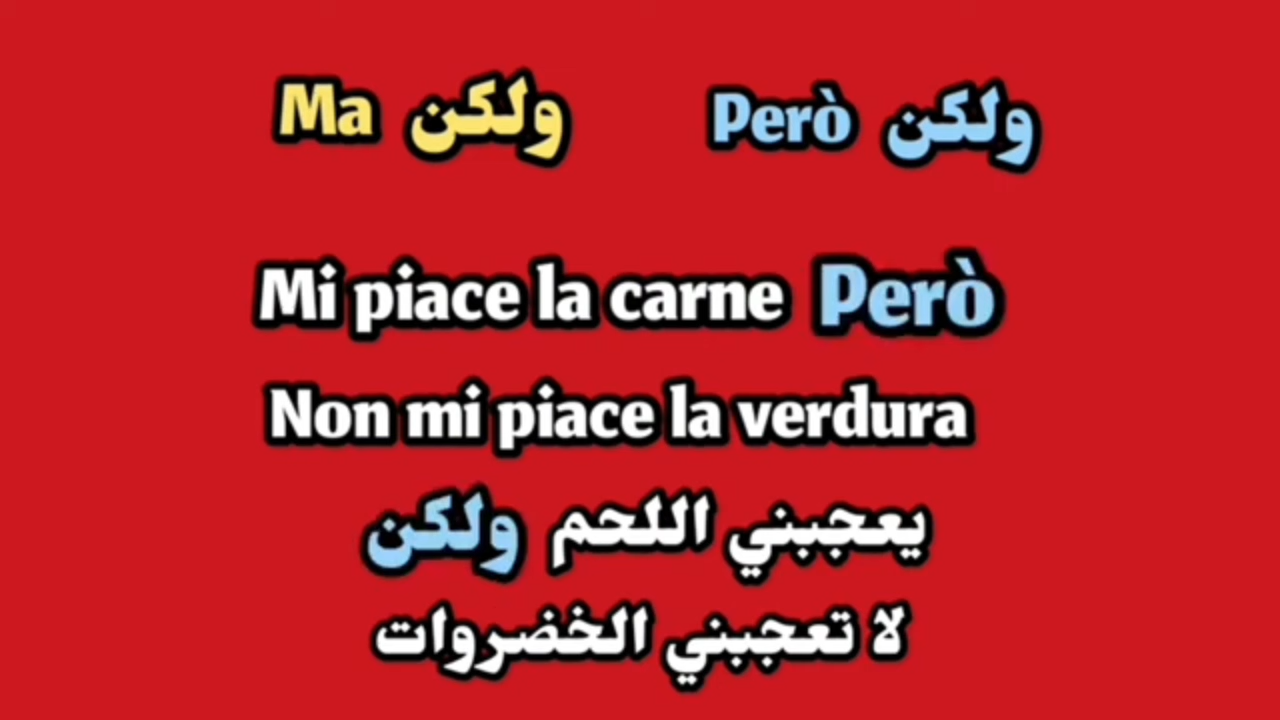 Ma ولكن Però ولكن
Mi piace la carne Però
Non mi piace la verdura
يعجبني اللحم ولكن
لا تعجبني الخضروات